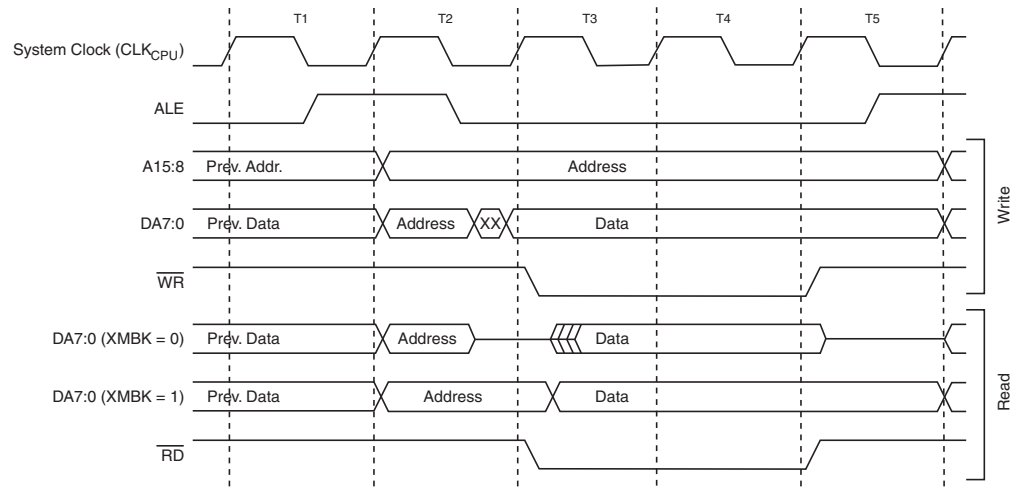 T1 T2 T3 T4 T5
System Clock (CLKCPU)
ALE
A15:8 Prev. Addr. Address
DA7:0 Prev. Data Address XX Data
WR
Write
DA7:0 (XMBK = 0) Prev. Data Address Data
DA7:0 (XMBK = 1) Prev. Data Address Data
RD
Read